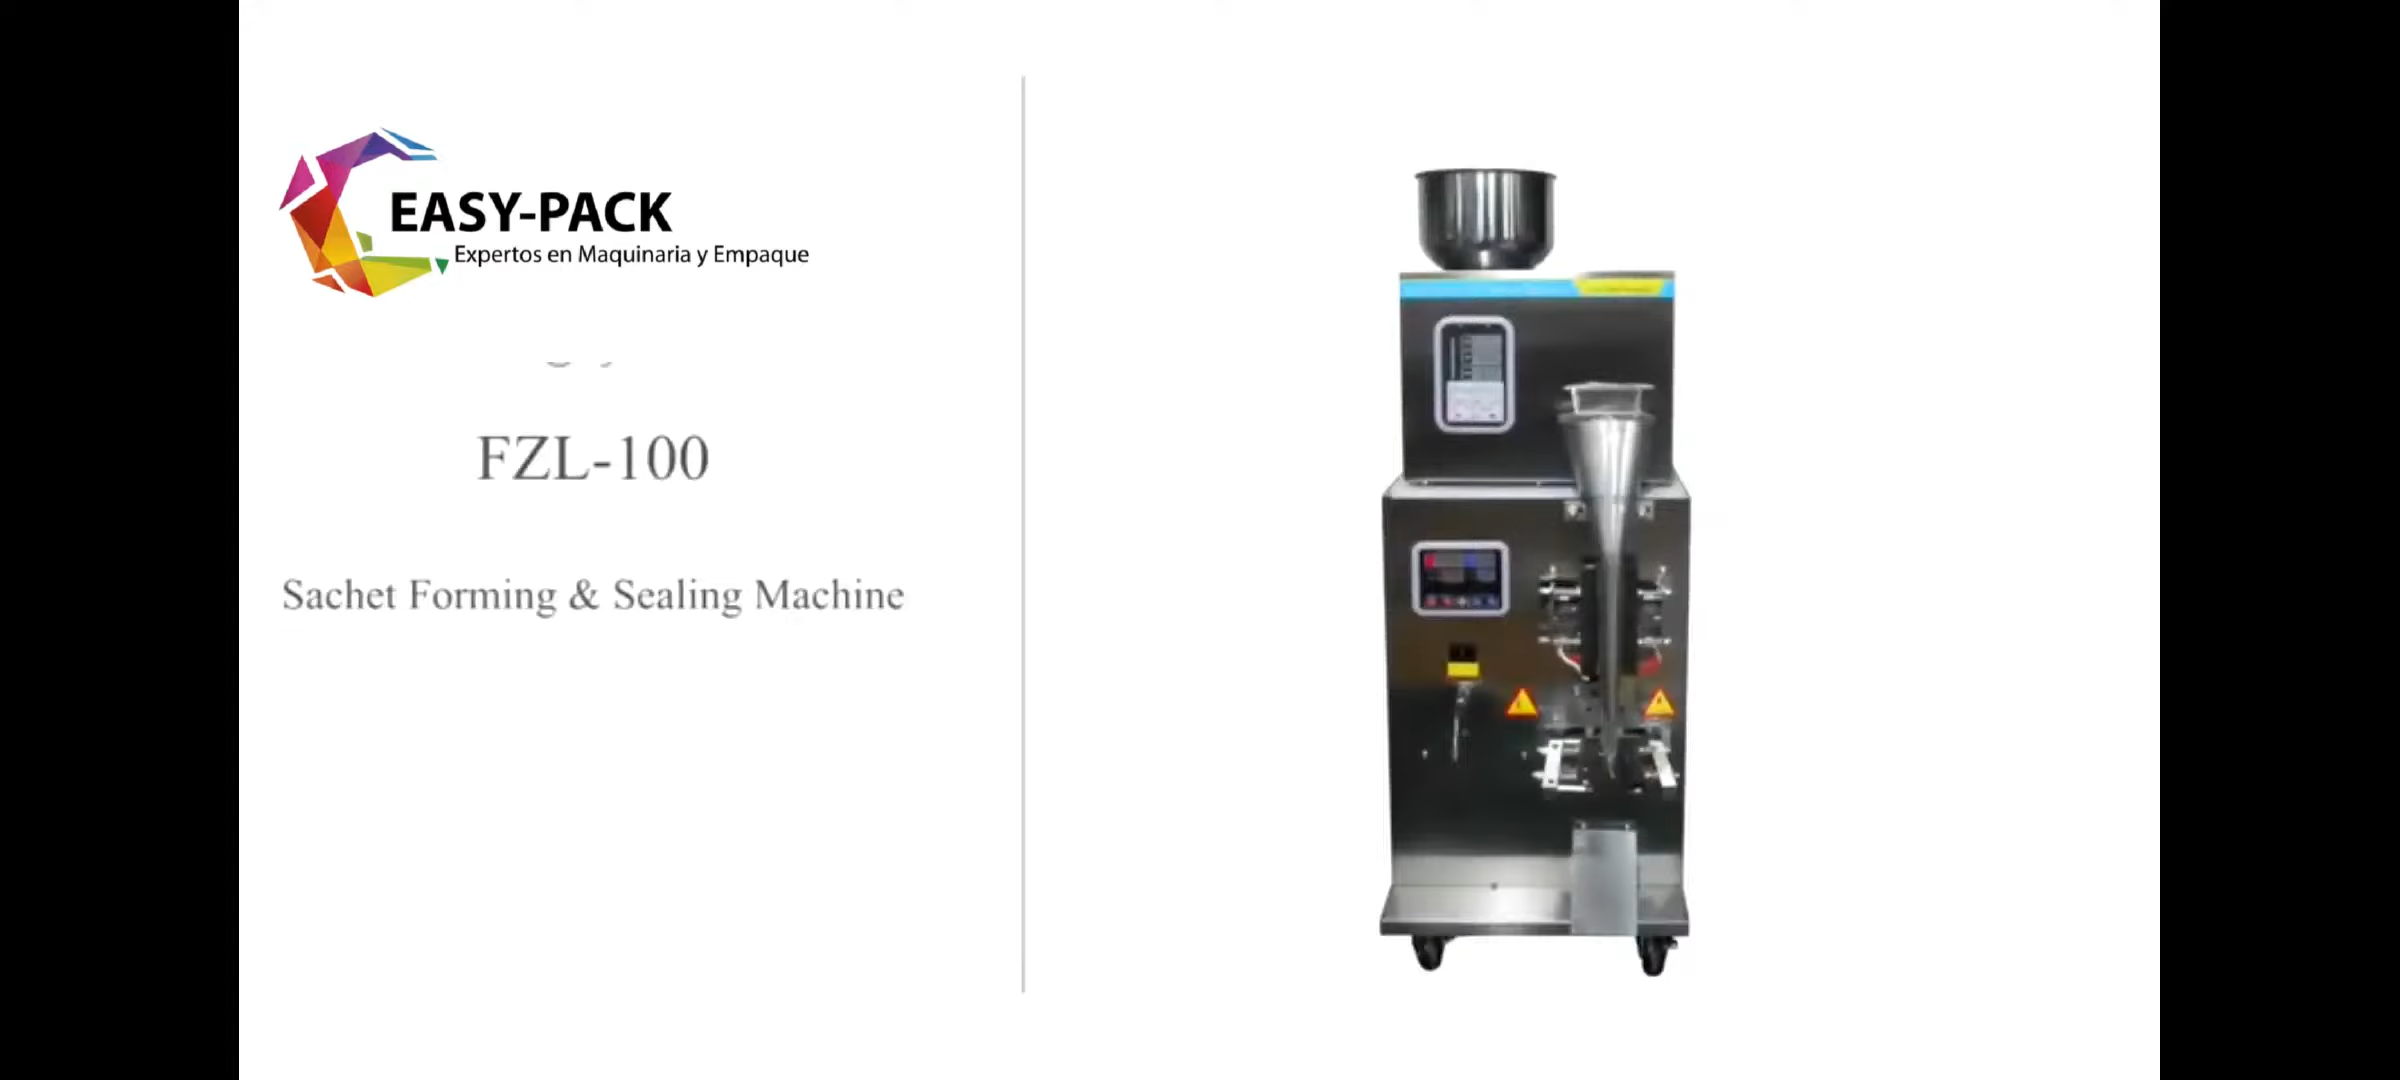 EASY-PACK
Expertos en Maquinaria y Empaque
FZL-100
Sachet Forming & Sealing Machine